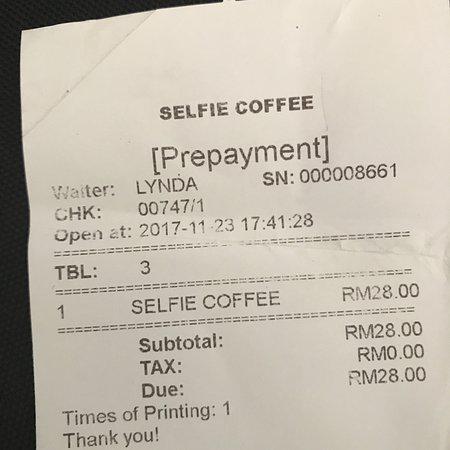 SELFIE COFFEE
[Prepayment]
Waiter: LYNDA SN: 000008661
CHK: 00747/1
Open at: 2017-11-23 17:41:28
TBL: 3
1 SELFIE COFFEE RM28.00
Subtotal: RM28.00
TAX: RM0.00
Due: RM28.00
Times of Printing: 1
Thank you!